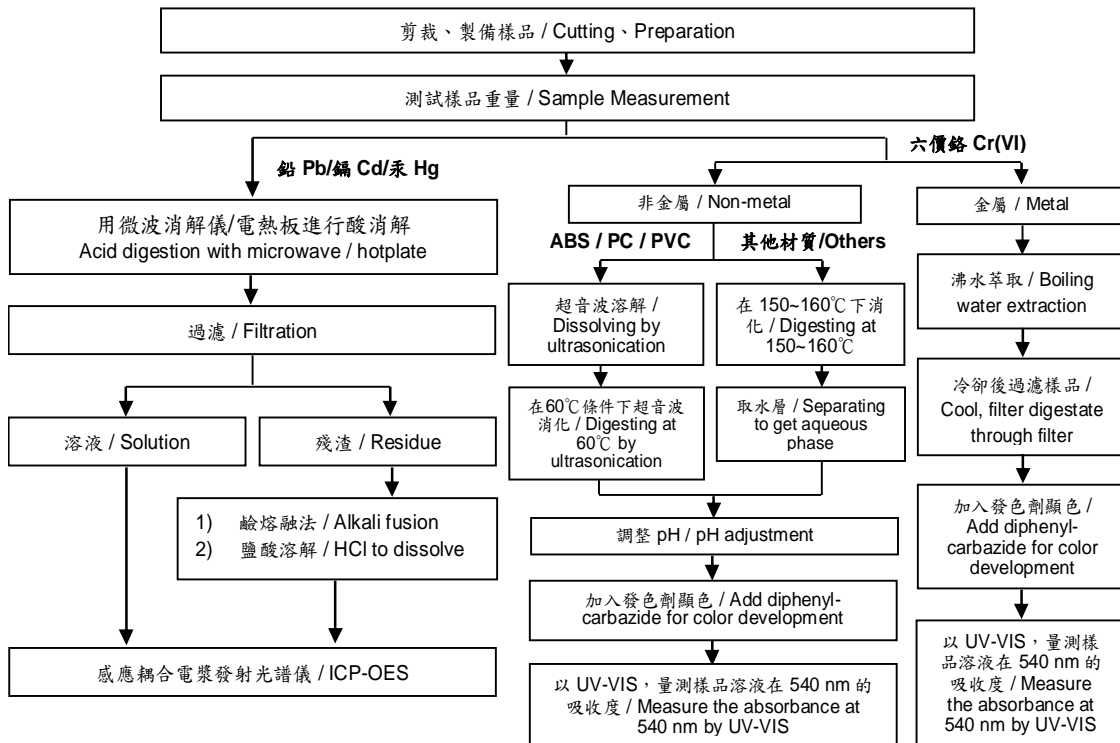 剪裁、製備樣品 / Cutting、Preparation
測試樣品重量 / Sample Measurement
鉛 Pb/鎘 Cd/汞 Hg
六價鉻 Cr(VI)
用微波消解儀/電熱板進行酸消解
Acid digestion with microwave / hotplate
過濾 / Filtration
溶液 / Solution
殘渣 / Residue
1) 鹼熔融法 / Alkali fusion
2) 鹽酸溶解 / HCl to dissolve
感應耦合電漿發射光譜儀 / ICP-OES
非金屬 / Non-metal
ABS / PC / PVC
其他材質/Others
超音波溶解 /
Dissolving by
ultrasonication
在 150~160℃下消
化 / Digesting at
150~160℃
在60℃條件下超音波
消化 / Digesting at
60℃ by
ultrasonication
取水層 / Separating
to get aqueous
phase
調整 pH / pH adjustment
加入發色劑顯色 / Add diphenyl-
carbazide for color development
以 UV-VIS，量測樣品溶液在 540 nm 的
吸收度 / Measure the absorbance at
540 nm by UV-VIS
金屬 / Metal
沸水萃取 / Boiling
water extraction
冷卻後過濾樣品 /
Cool, filter digestate
through filter
加入發色劑顯色 /
Add diphenyl-
carbazide for color
development
以 UV-VIS，量測樣
品溶液在 540 nm 的
吸收度 / Measure
the absorbance at
540 nm by UV-VIS